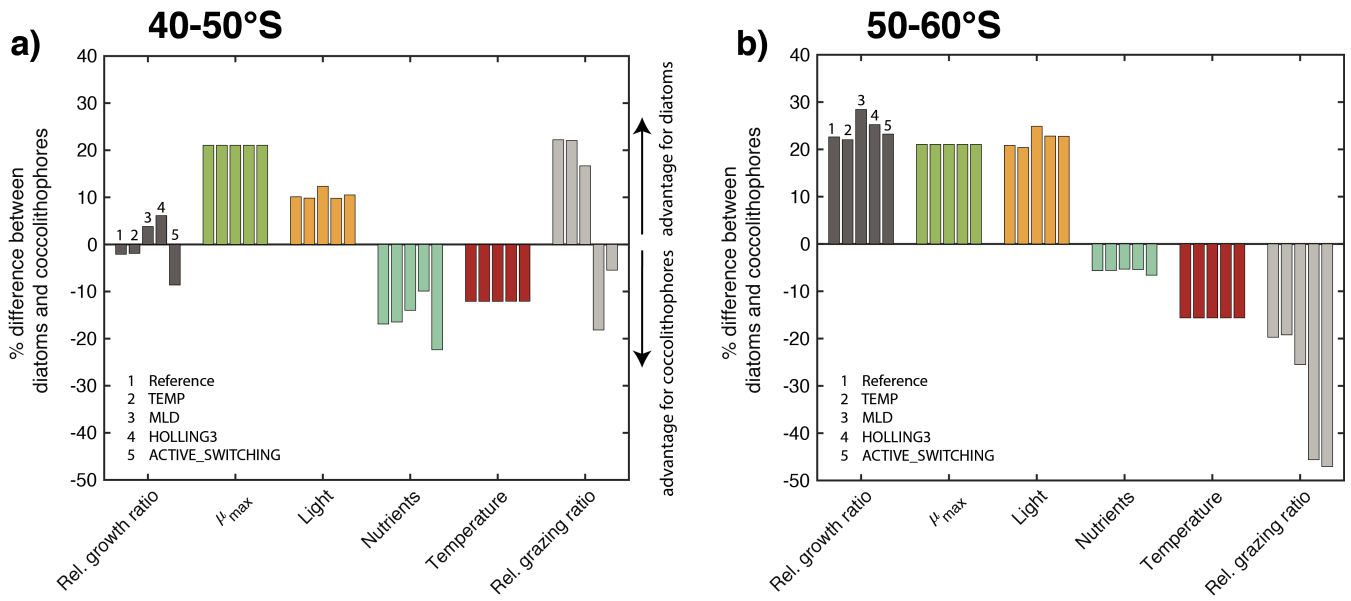 40-50°S
a)
40
30
20
10
0
-10
-20
-30
-40
-50
% difference between
diatoms and coccolithophores
1 2 3 4 5
1 Reference
2 TEMP
3 MLD
4 HOLLING3
5 ACTIVE_SWITCHING
Rel. growth ratio
μ max
Light
Nutrients
Temperature
Rel. grazing ratio
advantage for diatoms
advantage for coccolithophores
50-60°S
b)
40
30
20
10
0
-10
-20
-30
-40
-50
% difference between
diatoms and coccolithophores
1 2 3 4 5
1 Reference
2 TEMP
3 MLD
4 HOLLING3
5 ACTIVE_SWITCHING
Rel. growth ratio
μ max
Light
Nutrients
Temperature
Rel. grazing ratio